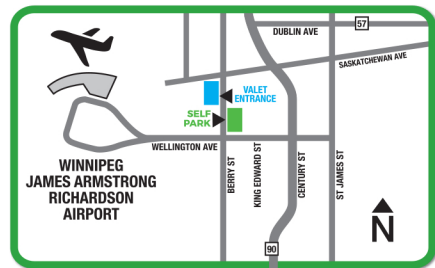 57
DUBLIN AVE
SASKATCHEWAN AVE
VALET
ENTRANCE
SELF
PARK
WELLINGTON AVE
WINNIPEG
JAMES ARMSTRONG
RICHARDSON
AIRPORT
BERRY ST
KING EDWARD ST
CENTURY ST
ST JAMES ST
90
N